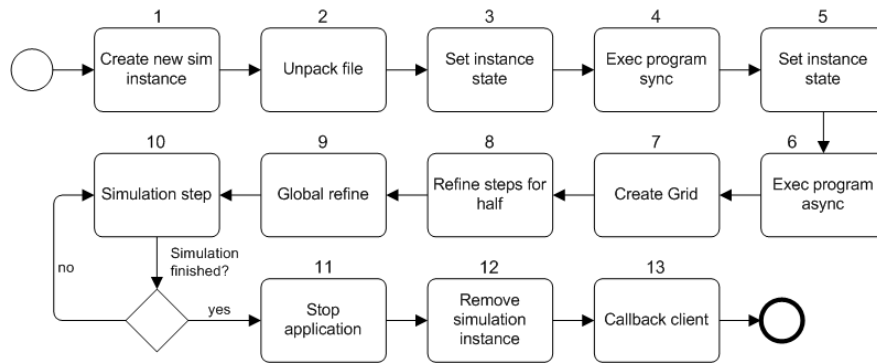 1
2
3
4
5
Create new sim
instance
Unpack file
Set instance
state
Exec program
sync
Set instance
state
10
9
8
7
6
Simulation step
Global refine
Refine steps for
half
Create Grid
Exec program
async
Simulation
finished?
no
yes
11
12
13
Stop
application
Remove
simulation
instance
Callback client